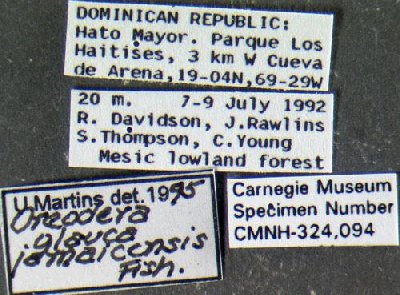 DOMINICAN REPUBLIC:
Hato Mayor. Parque Los
Haitises, 3 km W Cueva
de Arena,19-04N,69-29W
20 m. 7-9 July 1992
R. Davidson, J.Rawlins
S.Thompson, C.Young
Mesic lowland forest
U.Martins det.1995
Oreodera
glauca
jamaicensis
Fish.
Carnegie Museum
Specimen Number
CMNH-324,094